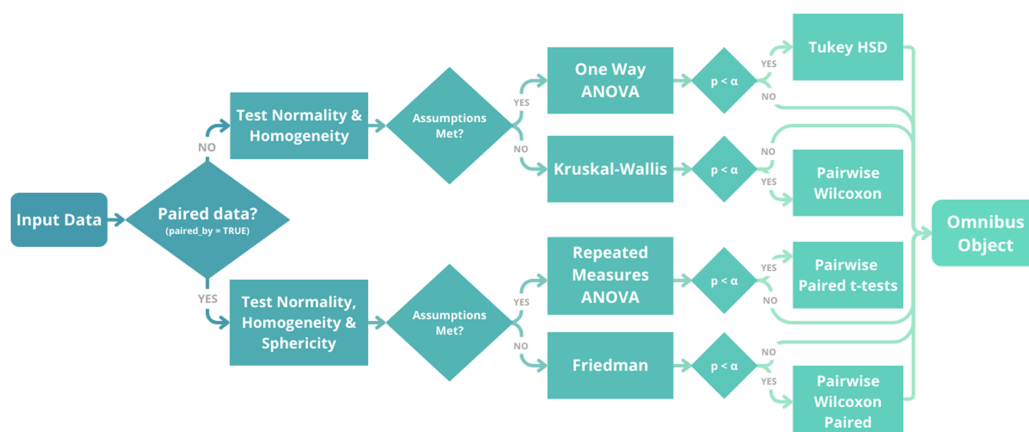 Input Data
Paired data?
(paired_by = TRUE)
NO
YES
Test Normality &
Homogeneity
Assumptions
Met?
YES
NO
One Way
ANOVA
p < α
YES
NO
Tukey HSD
Kruskal-Wallis
p < α
NO
YES
Pairwise
Wilcoxon
Test Normality,
Homogeneity &
Sphericity
Assumptions
Met?
YES
NO
Repeated
Measures
ANOVA
p < α
YES
NO
Pairwise
Paired t-tests
Friedman
p < α
NO
YES
Pairwise
Wilcoxon
Paired
Omnibus
Object